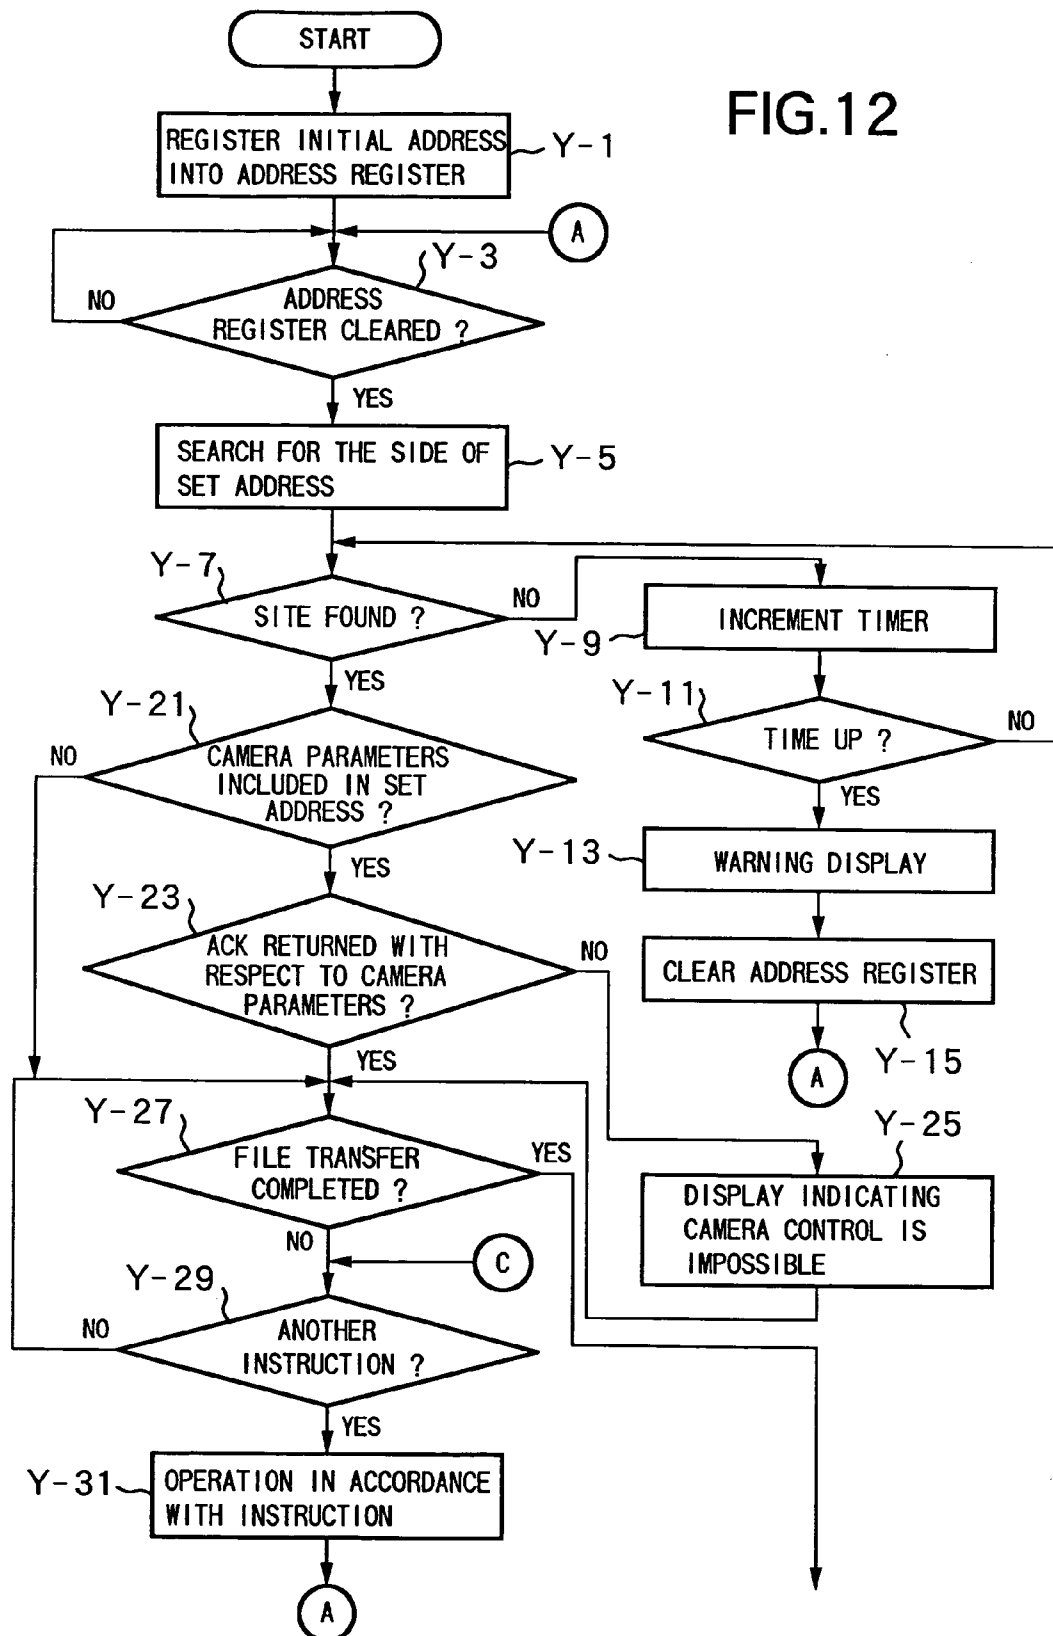 START
FIG.12
REGISTER INITIAL ADDRESS
INTO ADDRESS REGISTER
Y-1
A
Y-3
NO
ADDRESS
REGISTER CLEARED ?
YES
SEARCH FOR THE SIDE OF
SET ADDRESS
Y-5
Y-7
SITE FOUND ?
NO
YES
INCREMENT TIMER
Y-9
Y-11
TIME UP ?
NO
YES
Y-13
WARNING DISPLAY
CLEAR ADDRESS REGISTER
Y-15
A
Y-21
NO
CAMERA PARAMETERS
INCLUDED IN SET
ADDRESS ?
YES
Y-23
ACK RETURNED WITH
RESPECT TO CAMERA
PARAMETERS ?
NO
YES
Y-25
DISPLAY INDICATING
CAMERA CONTROL IS
IMPOSSIBLE
Y-27
FILE TRANSFER
COMPLETED ?
YES
NO
C
Y-29
NO
ANOTHER
INSTRUCTION ?
YES
Y-31
OPERATION IN ACCORDANCE
WITH INSTRUCTION
A